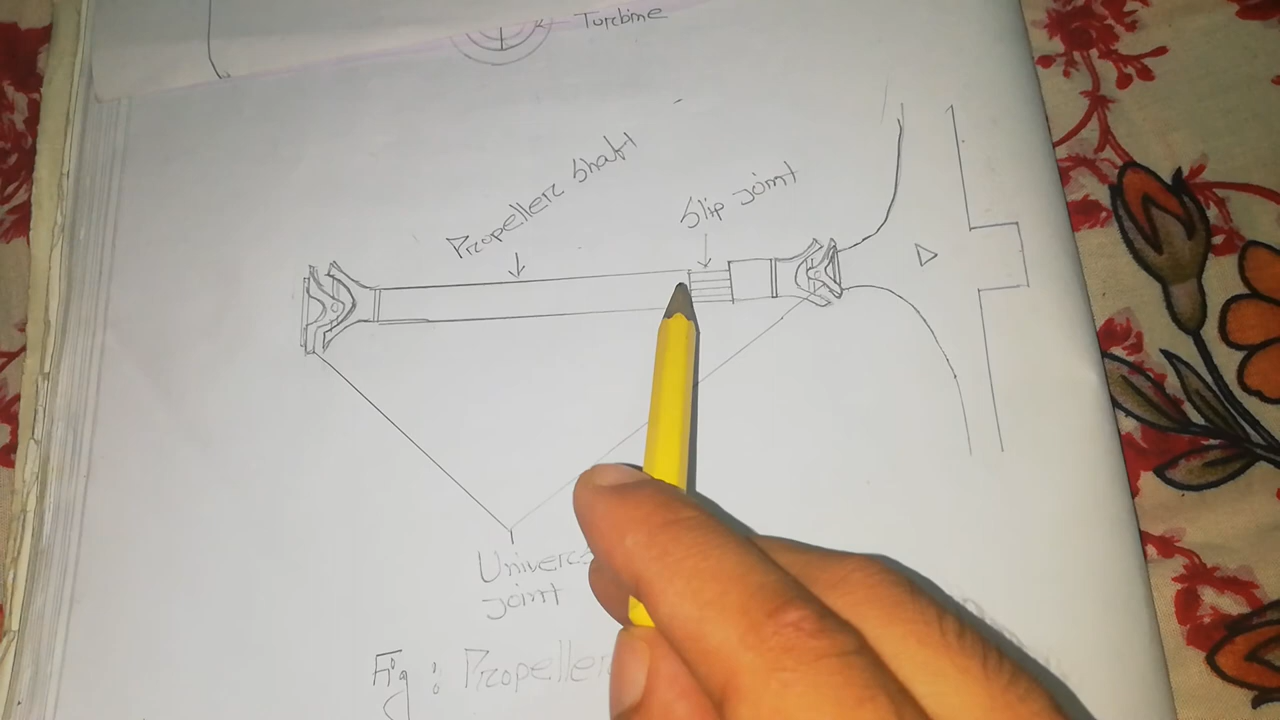 Turbine
Propeller Shaft
Slip joint
Univers
joint
Fig : Propeller